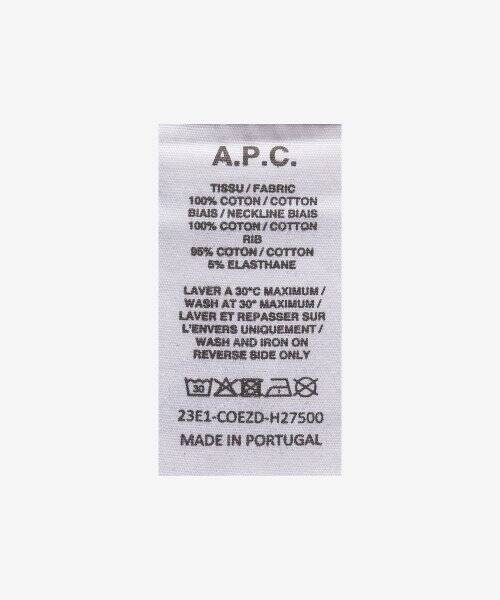 A.P.C.
TISSU / FABRIC
100% COTON / COTTON
BIAIS / NECKLINE BIAIS
100% COTON / COTTON
RIB
95% COTON / COTTON
5% ELASTHANE
LAVER A 30°C MAXIMUM /
WASH AT 30° MAXIMUM /
LAVER ET REPASSER SUR
L'ENVERS UNIQUEMENT /
WASH AND IRON ON
REVERSE SIDE ONLY
30
23E1-COEZD-H27500
MADE IN PORTUGAL